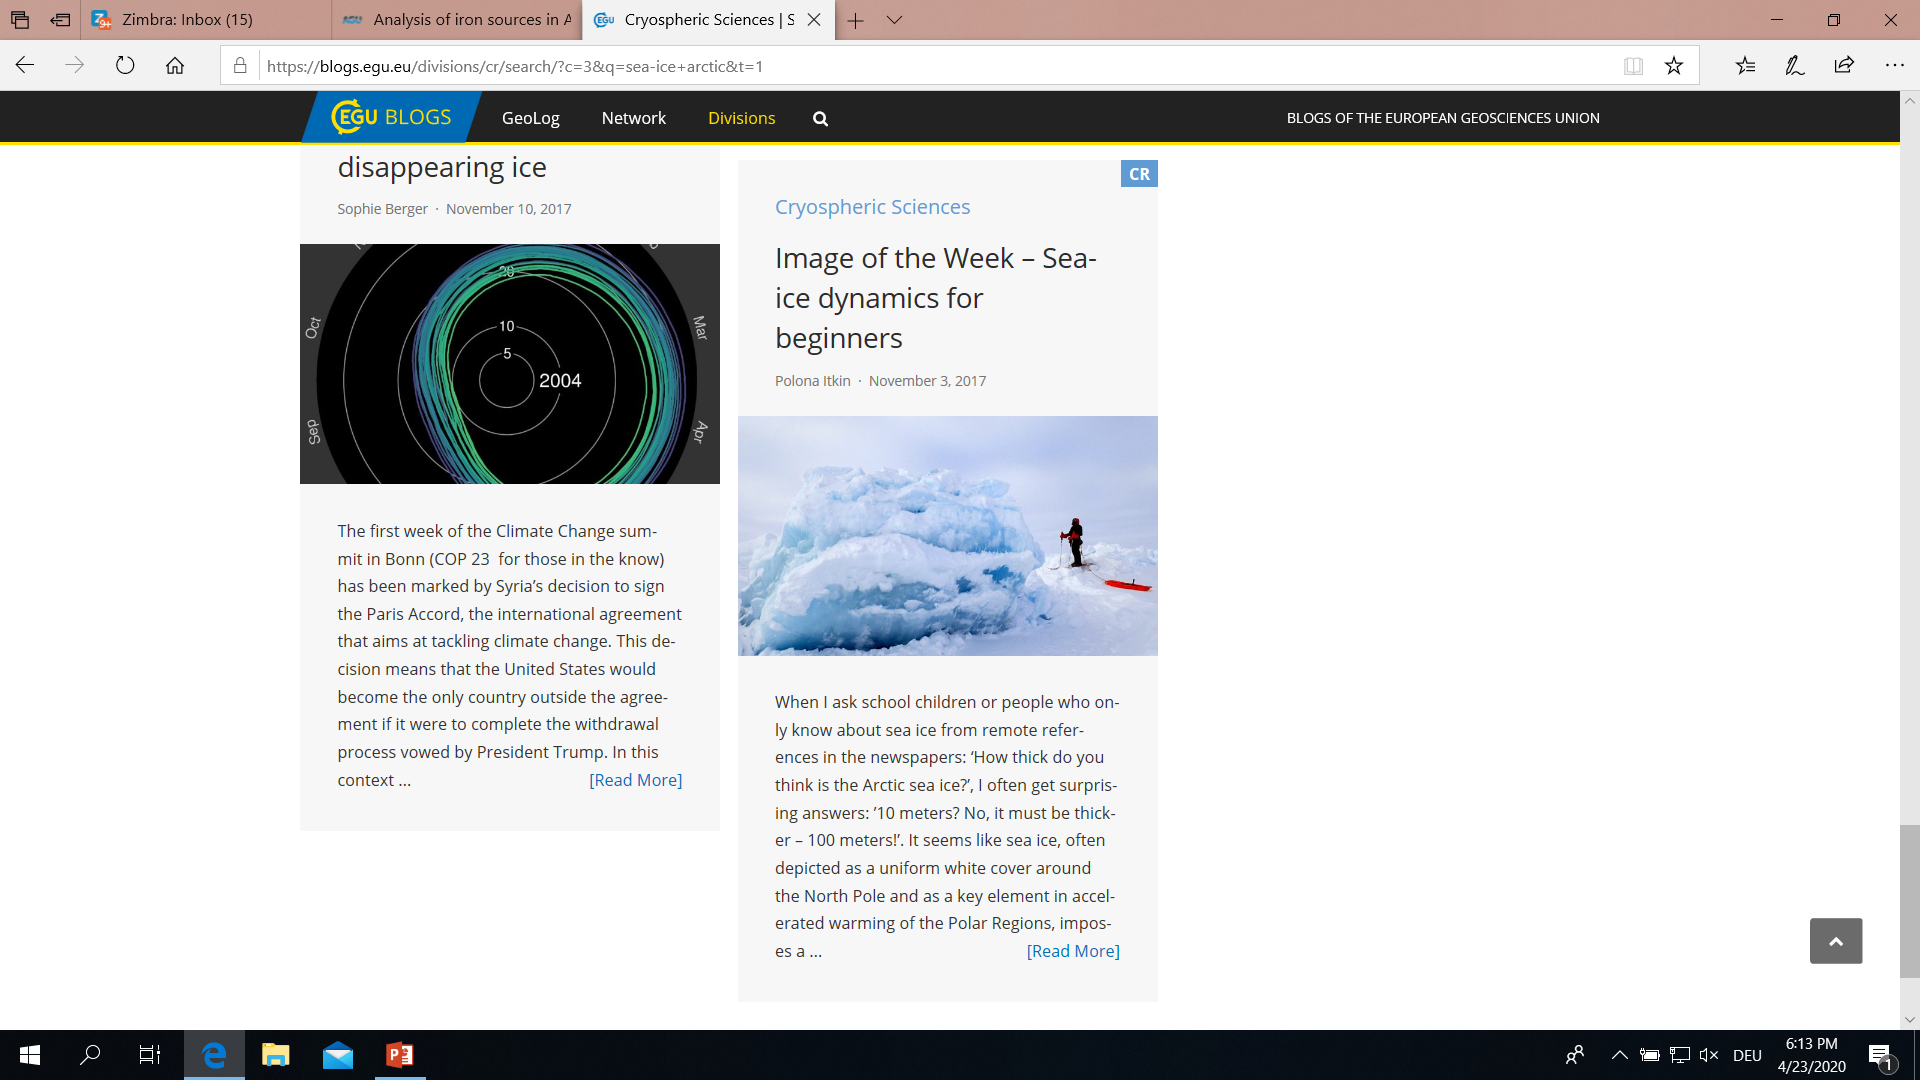 Zimbra: Inbox (15)
Analysis of iron sources in A
Cryospheric Sciences | S
https://blogs.egu.eu/divisions/cr/search/?c=3&q=sea-ice+arctic&t=1
EGU BLOGS
GeoLog
Network
Divisions
BLOGS OF THE EUROPEAN GEOSCIENCES UNION
disappearing ice
Sophie Berger · November 10, 2017
20
10
5
2004
Oct
Sep
Mar
Apr
The first week of the Climate Change sum-
mit in Bonn (COP 23 for those in the know)
has been marked by Syria’s decision to sign
the Paris Accord, the international agreement
that aims at tackling climate change. This de-
cision means that the United States would
become the only country outside the agree-
ment if it were to complete the withdrawal
process vowed by President Trump. In this
context ...
[Read More]
CR
Cryospheric Sciences
Image of the Week – Sea-
ice dynamics for
beginners
Polona Itkin · November 3, 2017
When I ask school children or people who on-
ly know about sea ice from remote refer-
ences in the newspapers: ‘How thick do you
think is the Arctic sea ice?’, I often get surpris-
ing answers: ’10 meters? No, it must be thick-
er – 100 meters!’. It seems like sea ice, often
depicted as a uniform white cover around
the North Pole and as a key element in accel-
erated warming of the Polar Regions, impos-
es a ...
[Read More]
DEU
6:13 PM
4/23/2020
1